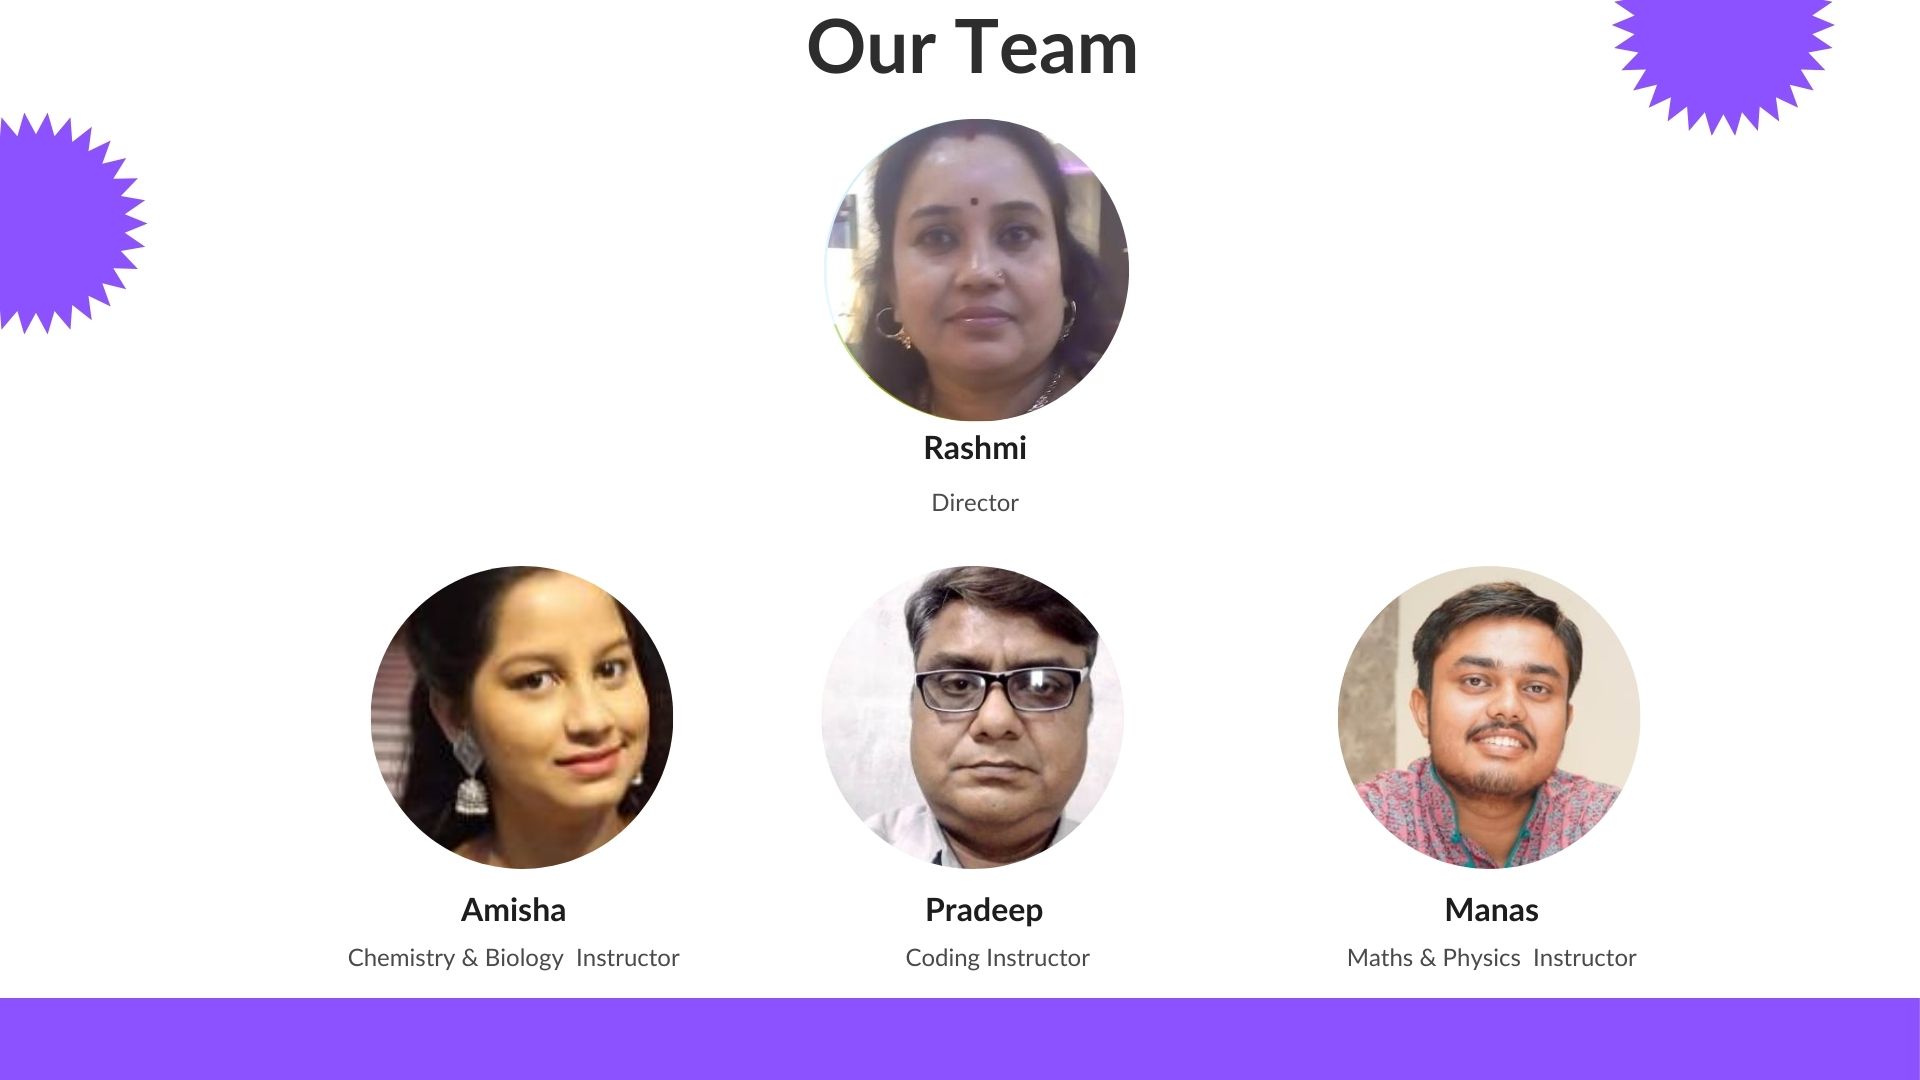 Our Team
Rashmi
Director
Amisha
Chemistry & Biology Instructor
Pradeep
Coding Instructor
Manas
Maths & Physics Instructor